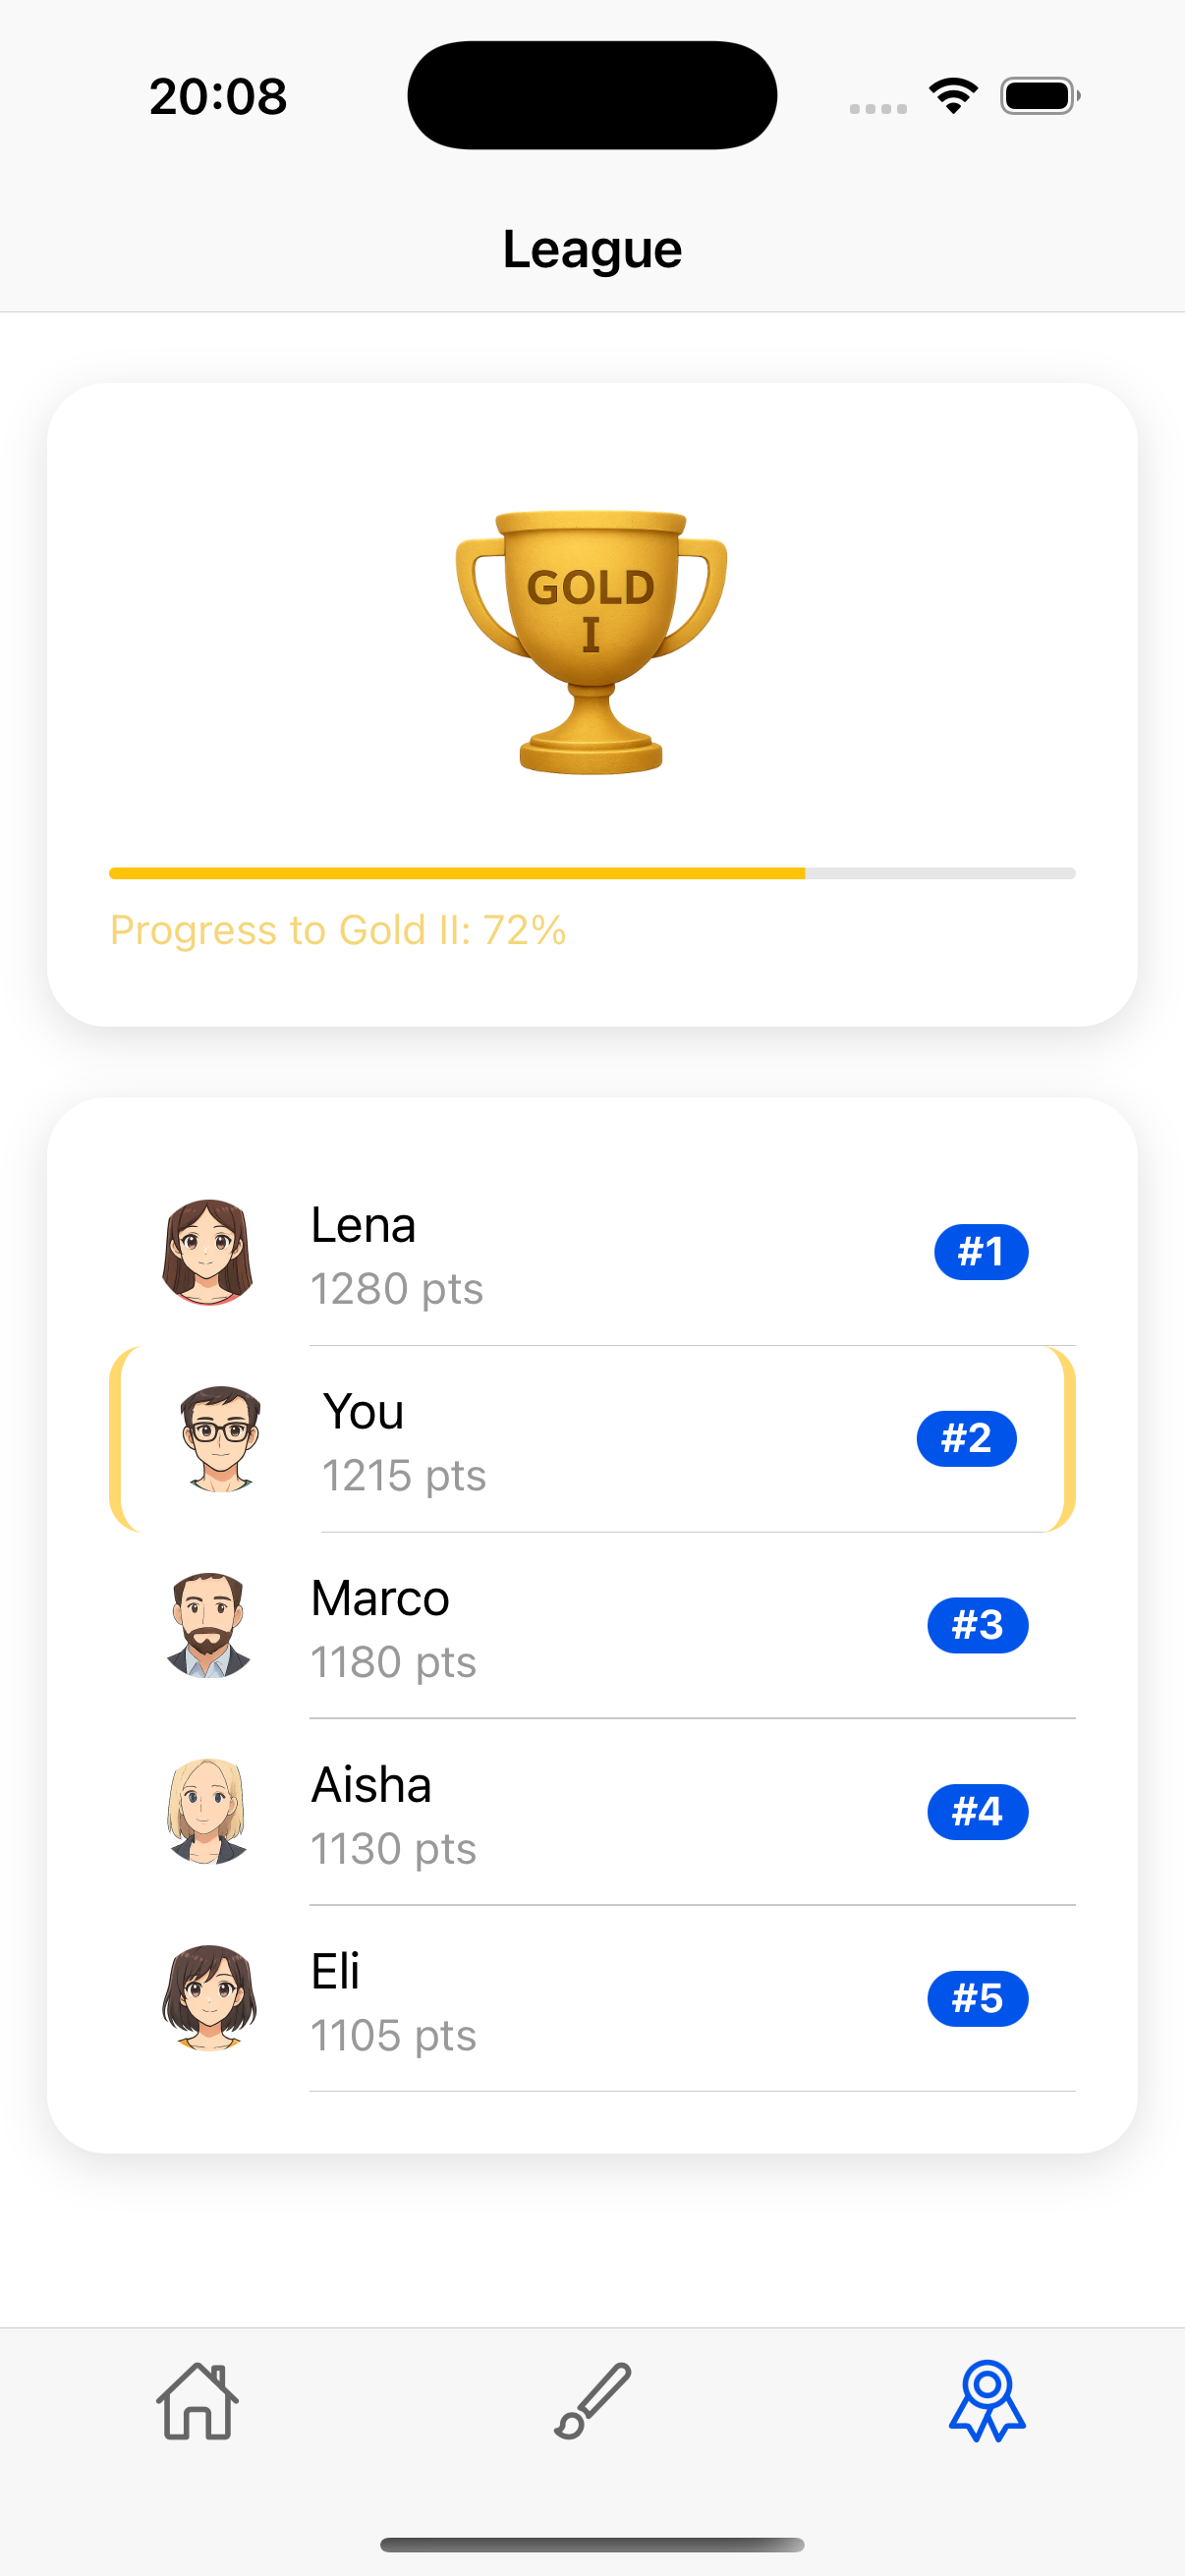 20:08
League
GOLD
I
Progress to Gold II: 72%
Lena
1280 pts
#1
You
1215 pts
#2
Marco
1180 pts
#3
Aisha
1130 pts
#4
Eli
1105 pts
#5